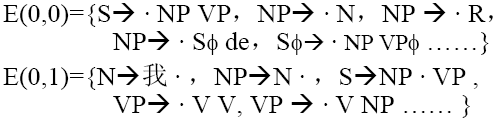 E(0,0)={S→ · NP VP，NP→ · N，NP → · R，
NP→ · Sϕ de，Sϕ→ · NP VPϕ ……}
E(0,1)={N→我 ·，NP→N ·，S→NP · VP，
VP→ · V V, VP → · V NP …… }